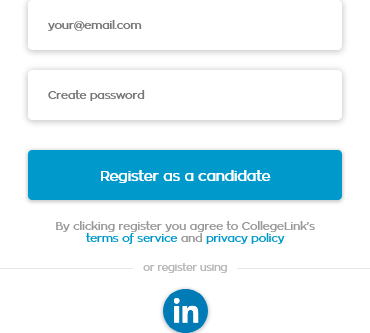 your@email.com
Create password
Register as a candidate
By clicking register you agree to CollegeLink's
terms of service and privacy policy
or register using
in